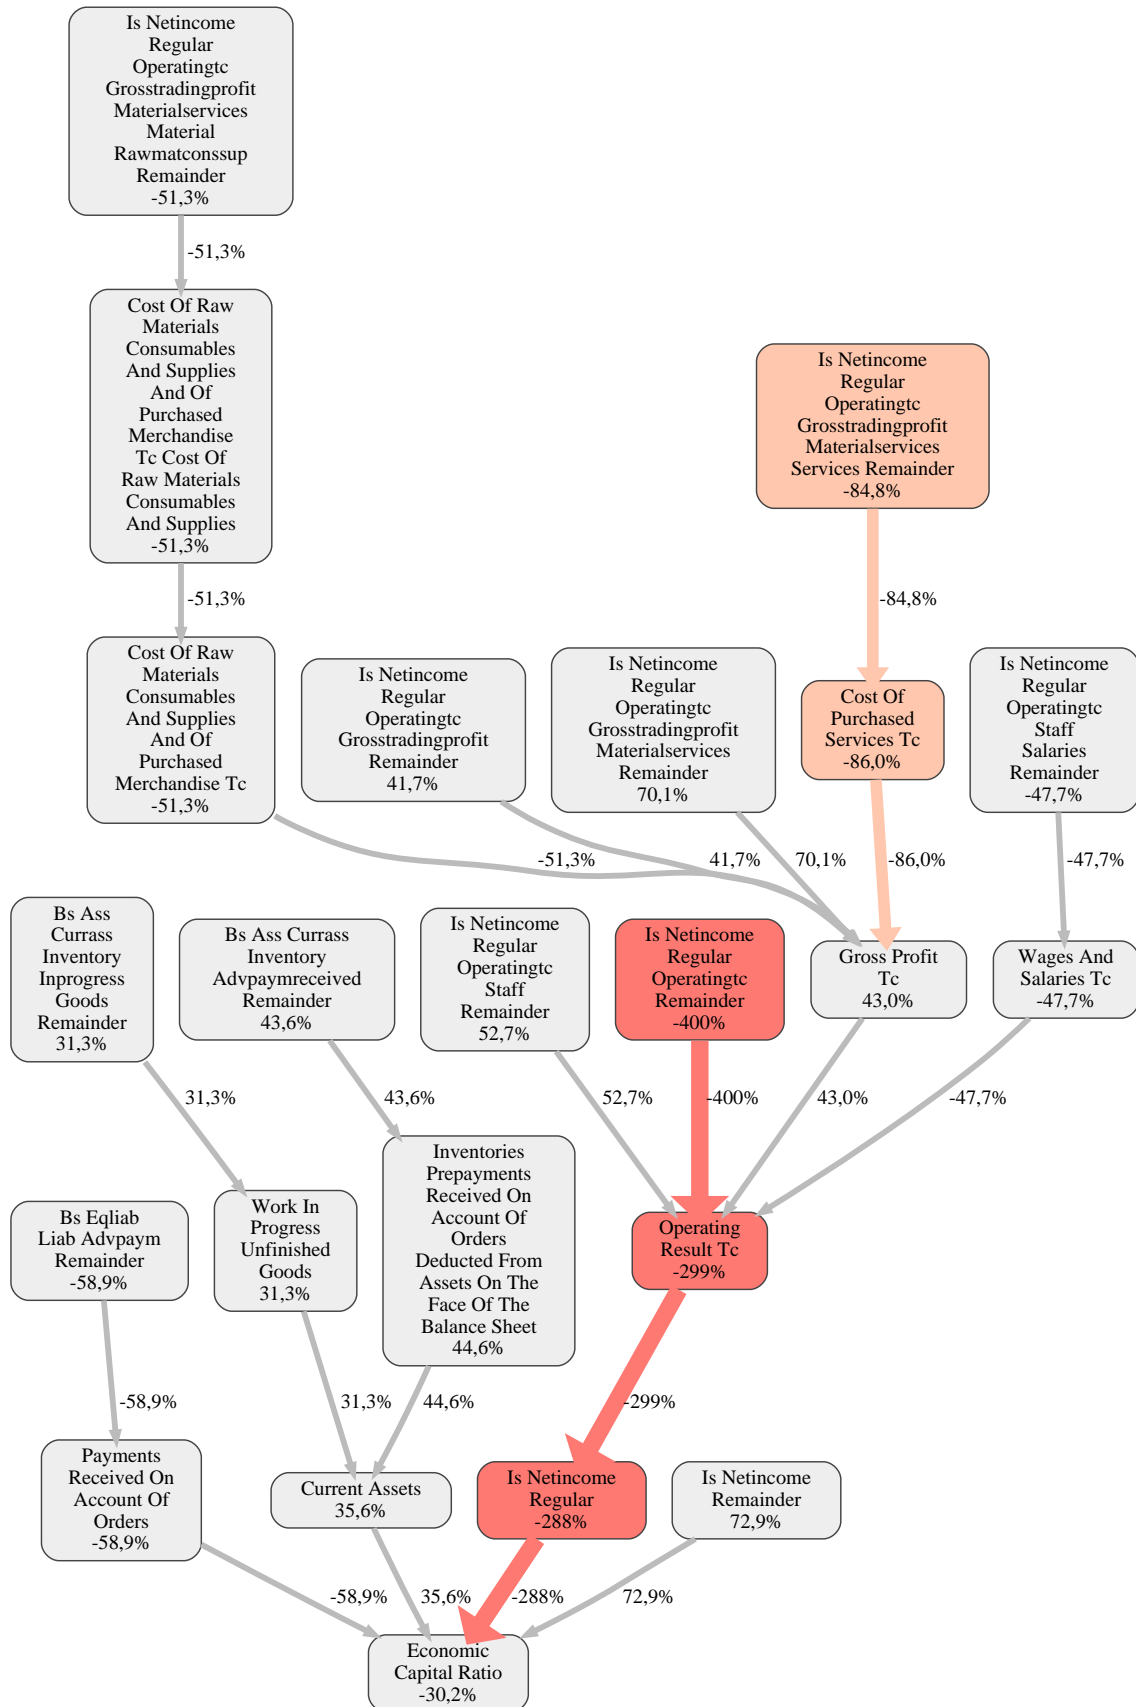 Is Netincome
Regular
Operatingtc
Grosstradingprofit
Materialservices
Material
Rawmatconssup
Remainder
-51,3%
-51,3%
Cost Of Raw
Materials
Consumables
And Supplies
And Of
Purchased
Merchandise
Tc Cost Of
Raw Materials
Consumables
And Supplies
-51,3%
Is Netincome
Regular
Operatingtc
Grosstradingprofit
Materialservices
Services Remainder
-84,8%
-51,3%
-84,8%
Cost Of Raw
Materials
Consumables
And Supplies
And Of
Purchased
Merchandise Tc
-51,3%
Is Netincome
Regular
Operatingtc
Grosstradingprofit
Remainder
41,7%
Is Netincome
Regular
Operatingtc
Grosstradingprofit
Materialservices
Remainder
70,1%
Cost Of
Purchased
Services Tc
-86,0%
Is Netincome
Regular
Operatingtc
Staff
Salaries
Remainder
-47,7%
-51,3%
41,7%
70,1%
-86,0%
-47,7%
Bs Ass
Currass
Inventory
Inprogress
Goods
Remainder
31,3%
Bs Ass Currass
Inventory
Advpaymreceived
Remainder
43,6%
Is Netincome
Regular
Operatingtc
Staff
Remainder
52,7%
Is Netincome
Regular
Operatingtc
Remainder
-400%
Gross Profit
Tc
43,0%
Wages And
Salaries Tc
-47,7%
31,3%
43,6%
52,7%
-400%
43,0%
-47,7%
Bs Eqliab
Liab Advpaym
Remainder
-58,9%
Work In
Progress
Unfinished
Goods
31,3%
Inventories
Prepayments
Received On
Account Of
Orders
Deducted From
Assets On The
Face Of The
Balance Sheet
44,6%
Operating
Result Tc
-299%
-58,9%
31,3%
44,6%
-299%
Payments
Received On
Account Of
Orders
-58,9%
Current Assets
35,6%
Is Netincome
Regular
-288%
Is Netincome
Remainder
72,9%
-58,9%
35,6%
-288%
72,9%
Economic
Capital Ratio
-30,2%